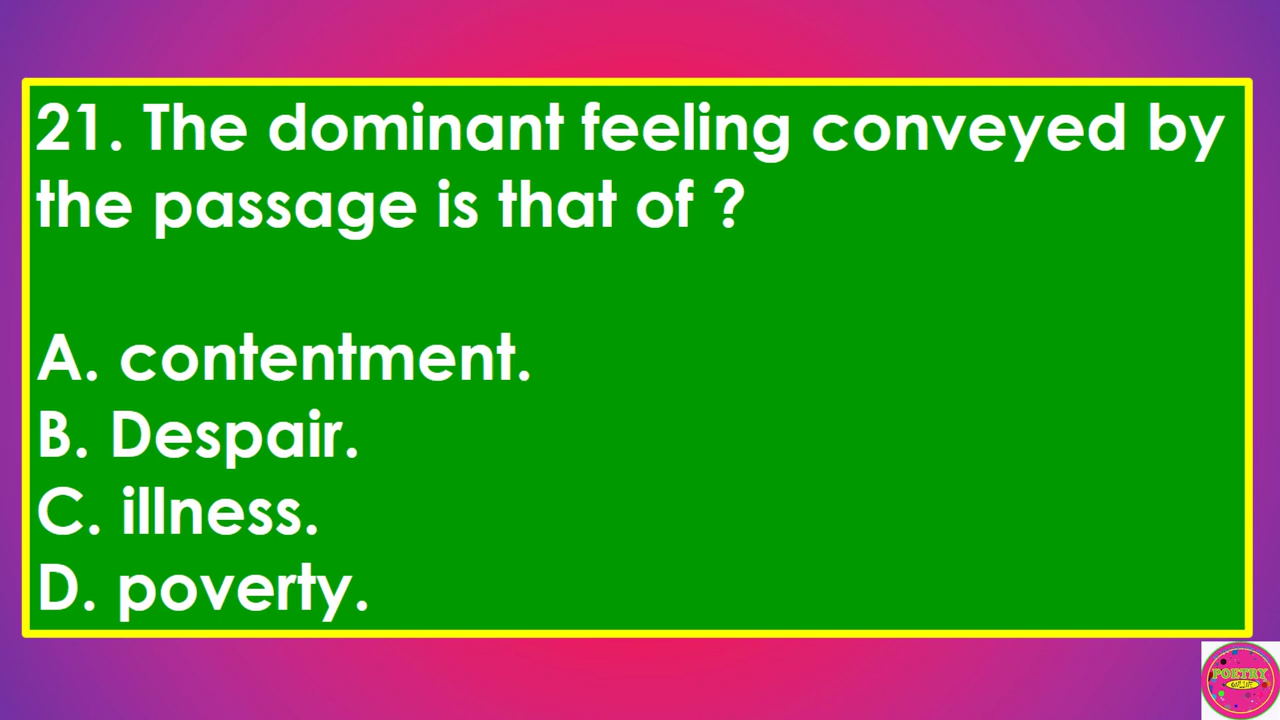 21. The dominant feeling conveyed by
the passage is that of ?
A. contentment.
B. Despair.
C. illness.
D. poverty.
POETRY